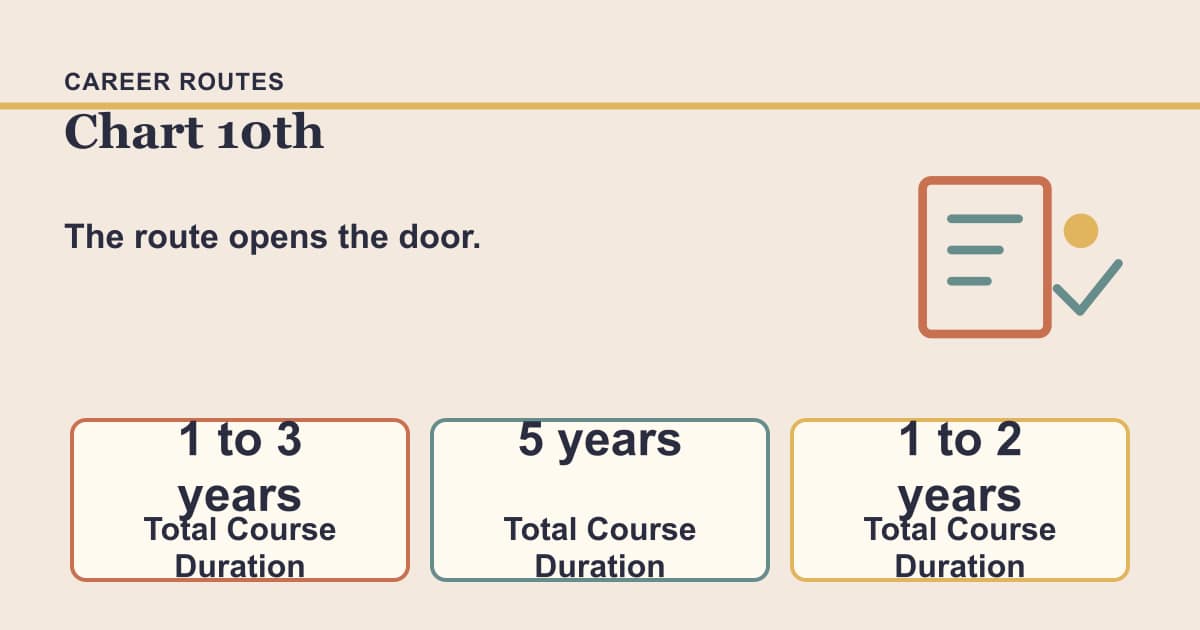 CAREER ROUTES
Chart 10th
The route opens the door.
1 to 3
years
Total Course
Duration
5 years
Total Course
Duration
1 to 2
years
Total Course
Duration